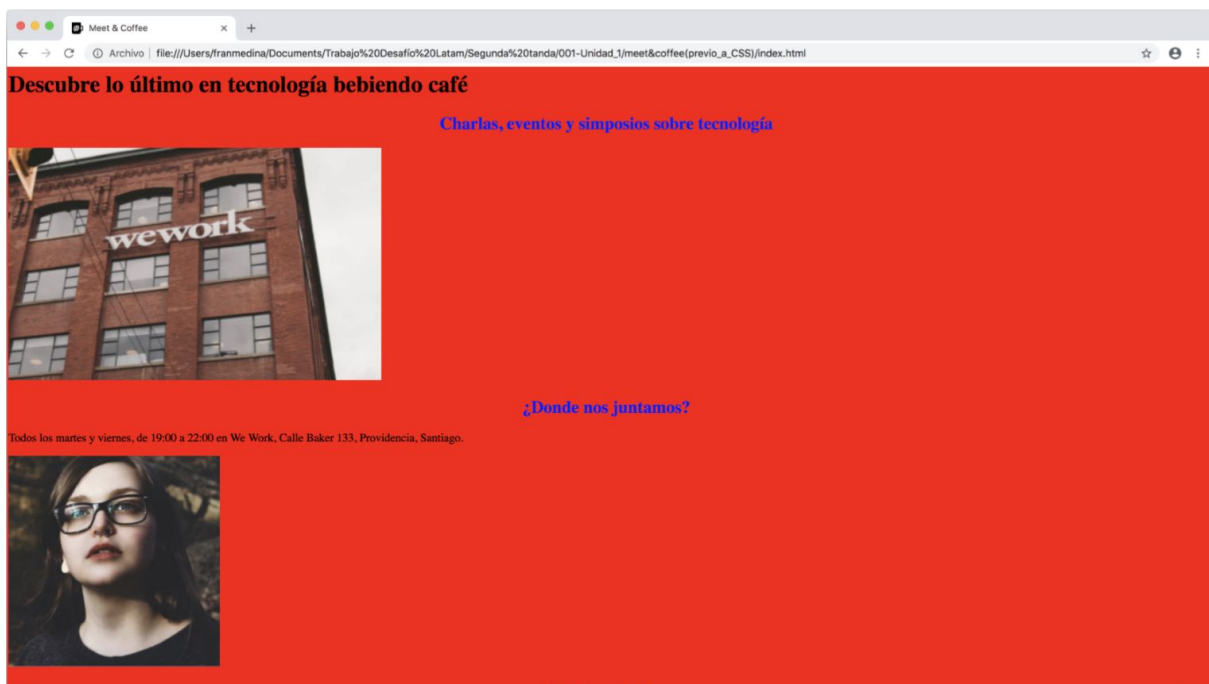 Meet & Coffee
Archivo | file:///Users/franmedina/Documents/Trabajo%20Desafío%20Latam/Segunda%20tanda/001-Unidad_1/meet&coffee(previo_a_CSS)/index.html
Descubre lo último en tecnología bebiendo café
Charlas, eventos y simposios sobre tecnología
wework
¿Donde nos juntamos?
Todos los martes y viernes, de 19:00 a 22:00 en We Work, Calle Baker 133, Providencia, Santiago.